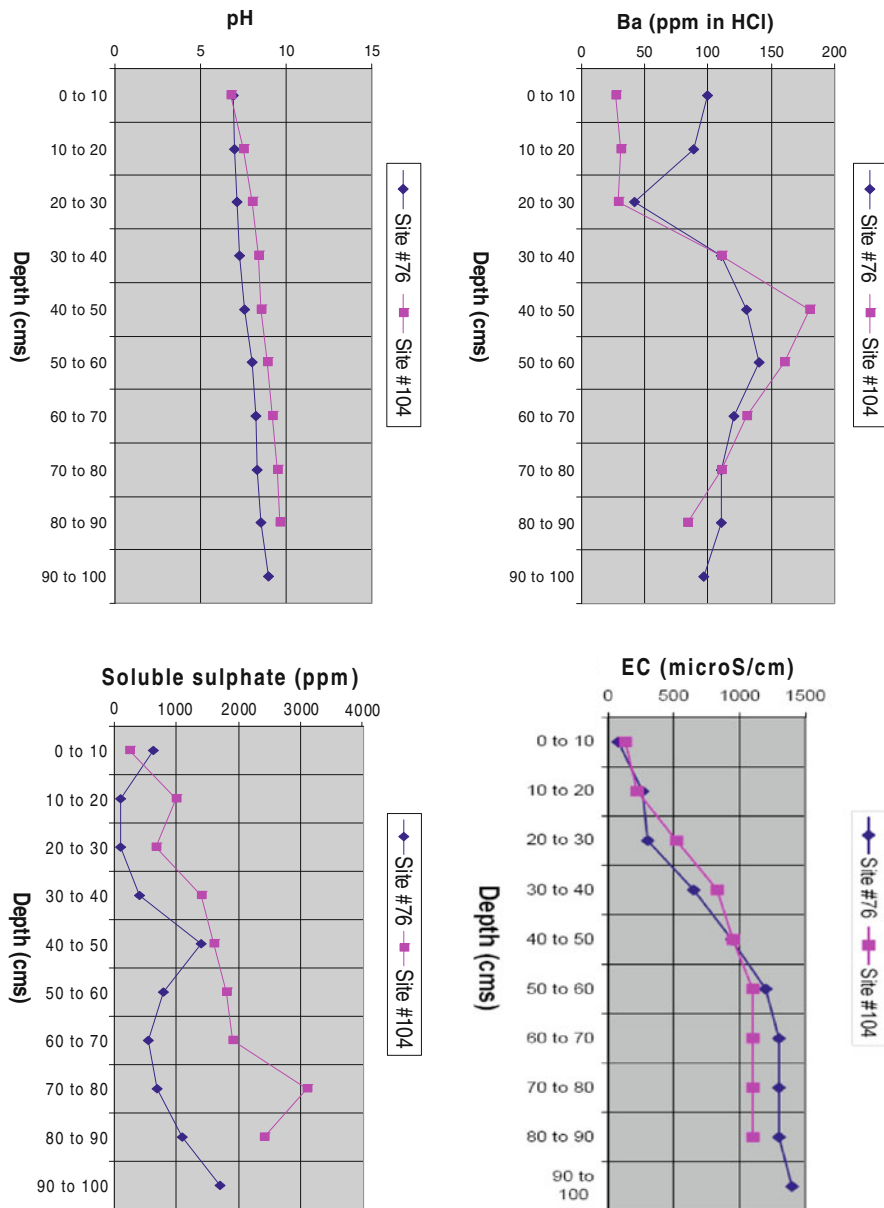 pH
0 5 10 15
0 to 10
10 to 20
20 to 30
30 to 40
40 to 50
50 to 60
60 to 70
70 to 80
80 to 90
90 to 100
Depth (cms)
Site #76 Site #104
Ba (ppm in HCl)
0 50 100 150 200
0 to 10
10 to 20
20 to 30
30 to 40
40 to 50
50 to 60
60 to 70
70 to 80
80 to 90
90 to 100
Depth (cms)
Site #76 Site #104
Soluble sulphate (ppm)
0 1000 2000 3000 4000
0 to 10
10 to 20
20 to 30
30 to 40
40 to 50
50 to 60
60 to 70
70 to 80
80 to 90
90 to 100
Depth (cms)
Site #76 Site #104
EC (microS/cm)
0 500 1000 1500
0 to 10
10 to 20
20 to 30
30 to 40
40 to 50
50 to 60
60 to 70
70 to 80
80 to 90
90 to
100
Depth (cms)
Site #76 Site #104